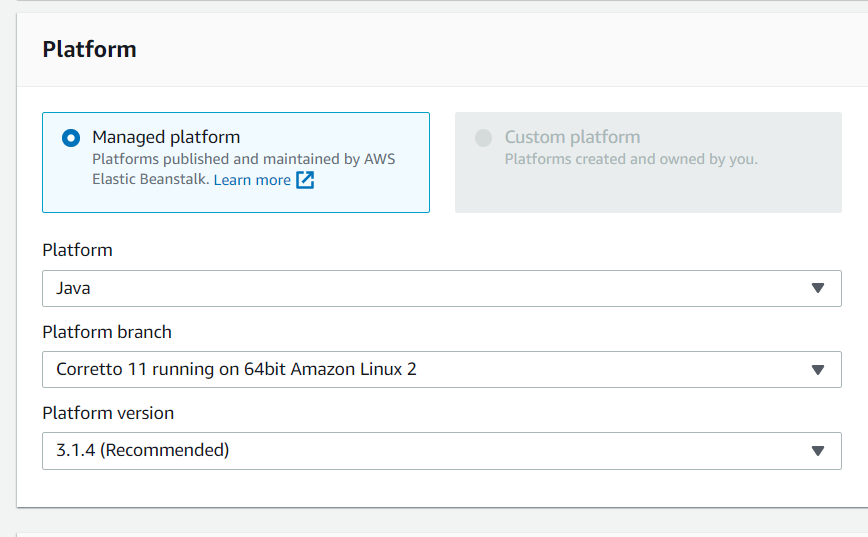 Platform
Managed platform
Platforms published and maintained by AWS
Elastic Beanstalk. Learn more
Custom platform
Platforms created and owned by you.
Platform
Java
Platform branch
Corretto 11 running on 64bit Amazon Linux 2
Platform version
3.1.4 (Recommended)